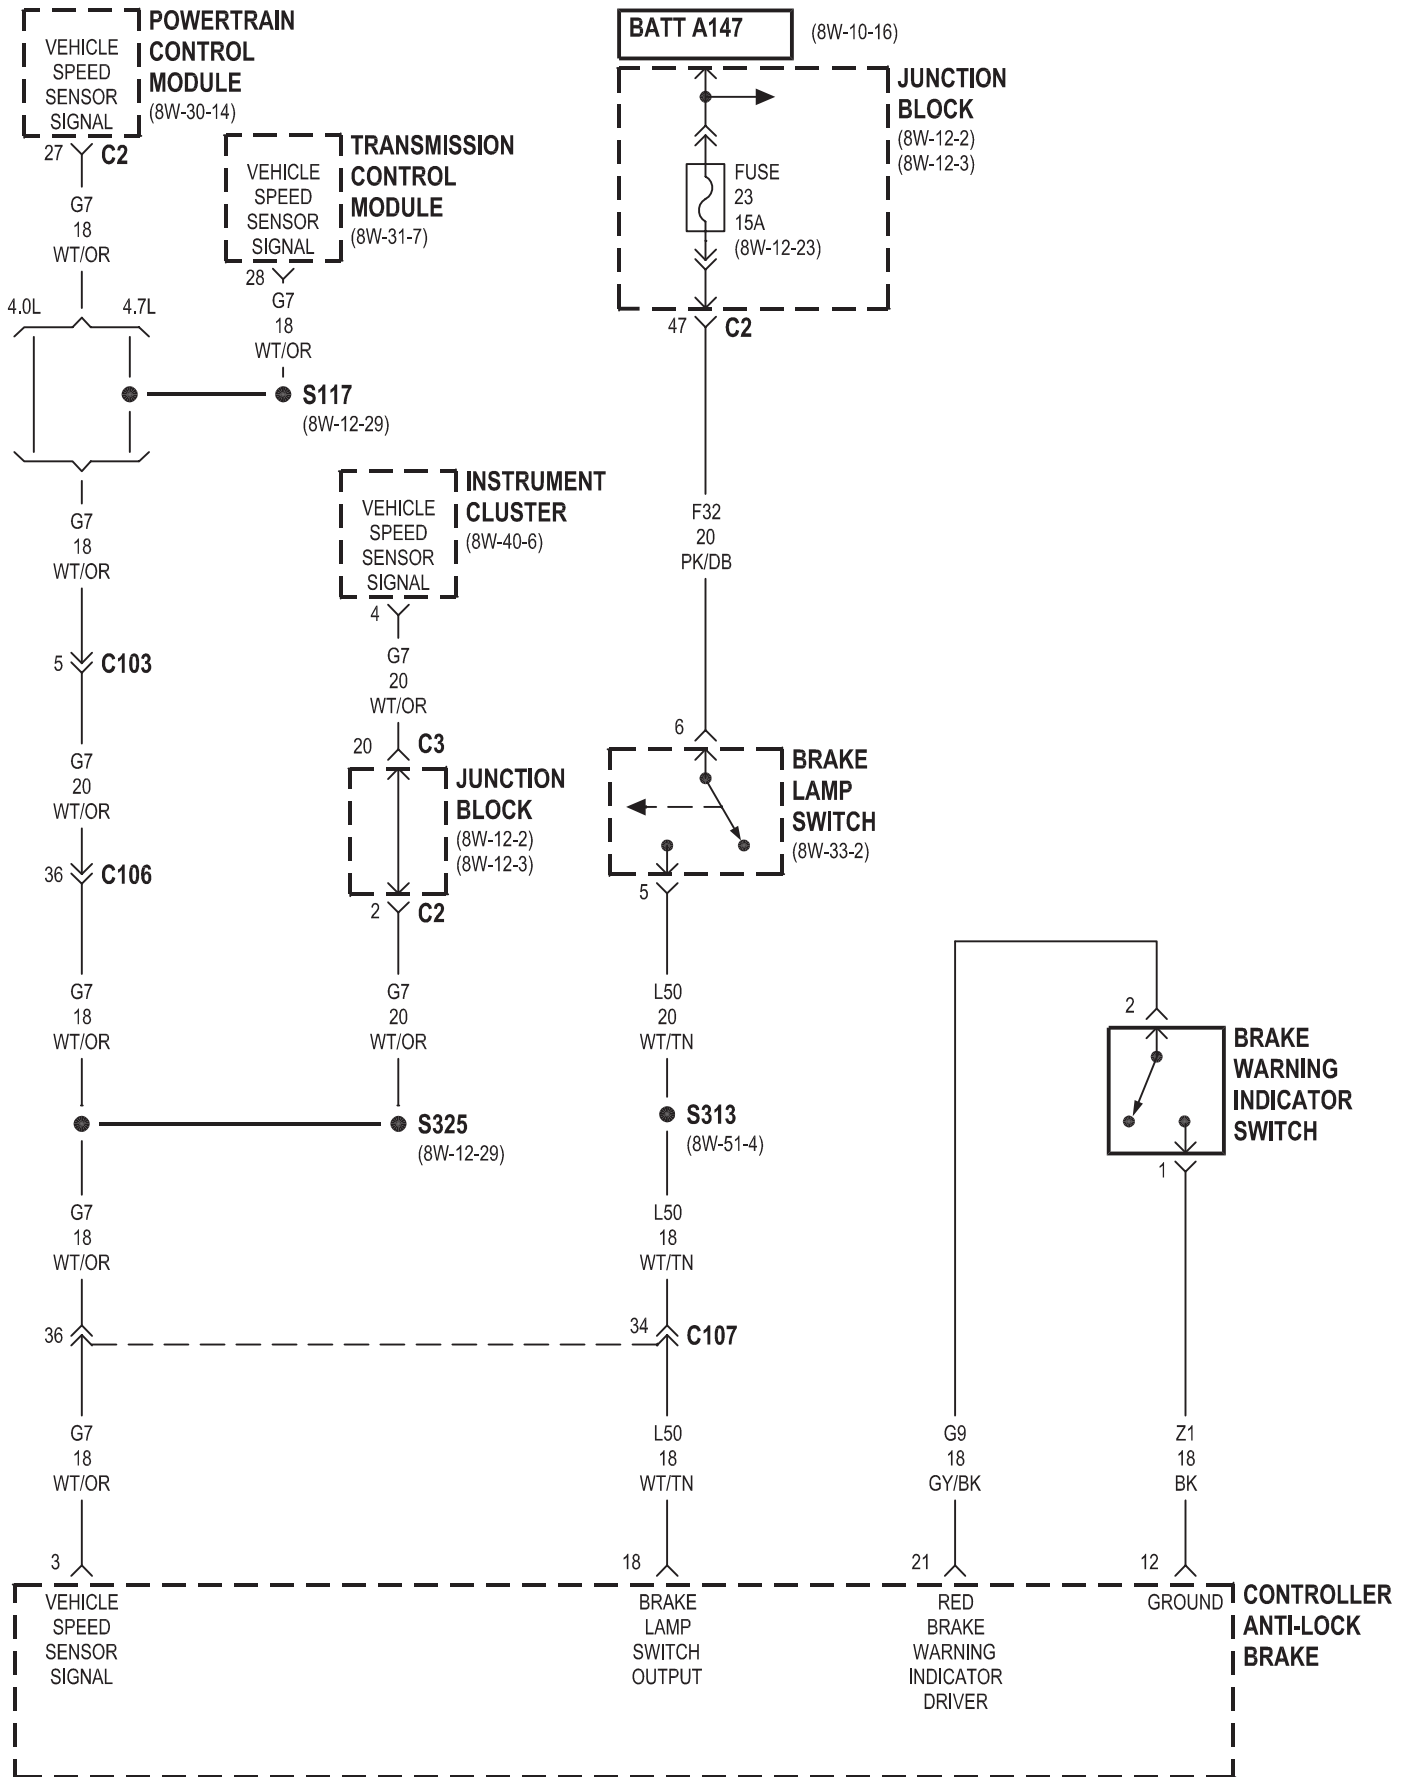 POWERTRAIN
CONTROL
MODULE
(8W-30-14)
VEHICLE
SPEED
SENSOR
SIGNAL
27
C2
G7
18
WT/OR
TRANSMISSION
CONTROL
MODULE
(8W-31-7)
VEHICLE
SPEED
SENSOR
SIGNAL
28
G7
18
WT/OR
4.0L
4.7L
S117
(8W-12-29)
G7
18
WT/OR
5
C103
G7
20
WT/OR
36
C106
G7
18
WT/OR
INSTRUMENT
CLUSTER
(8W-40-6)
VEHICLE
SPEED
SENSOR
SIGNAL
4
G7
20
WT/OR
20
C3
JUNCTION
BLOCK
(8W-12-2)
(8W-12-3)
2
C2
G7
20
WT/OR
S325
(8W-12-29)
G7
18
WT/OR
36
G7
18
WT/OR
3
BATT A147
(8W-10-16)
JUNCTION
BLOCK
(8W-12-2)
(8W-12-3)
FUSE
23
15A
(8W-12-23)
47
C2
F32
20
PK/DB
6
BRAKE
LAMP
SWITCH
(8W-33-2)
5
L50
20
WT/TN
S313
(8W-51-4)
L50
18
WT/TN
34
C107
L50
18
WT/TN
18
2
BRAKE
WARNING
INDICATOR
SWITCH
1
G9
18
GY/BK
21
Z1
18
BK
12
VEHICLE
SPEED
SENSOR
SIGNAL
BRAKE
LAMP
SWITCH
OUTPUT
RED
BRAKE
WARNING
INDICATOR
DRIVER
GROUND
CONTROLLER
ANTI-LOCK
BRAKE